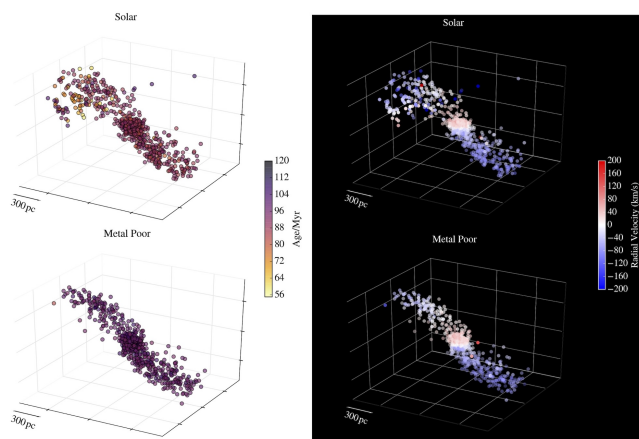 Solar
300pc
Metal Poor
300pc
120
112
104
96
88
80
72
64
56
Age/Myr
Solar
Metal Poor
300pc
300pc
200
160
120
80
40
0
−40
−80
−120
−160
−200
Radial Velocity (km/s)